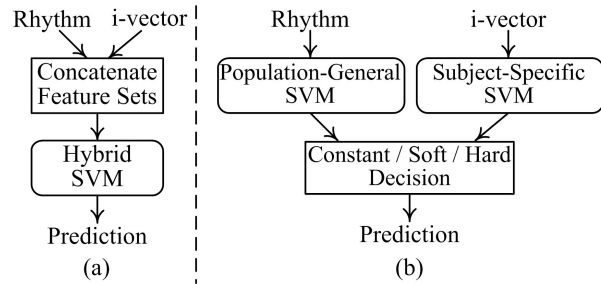 Rhythm i-vector
Concatenate
Feature Sets
Hybrid
SVM
Prediction
(a)
Rhythm i-vector
Population-General
SVM
Subject-Specific
SVM
Constant / Soft / Hard
Decision
Prediction
(b)